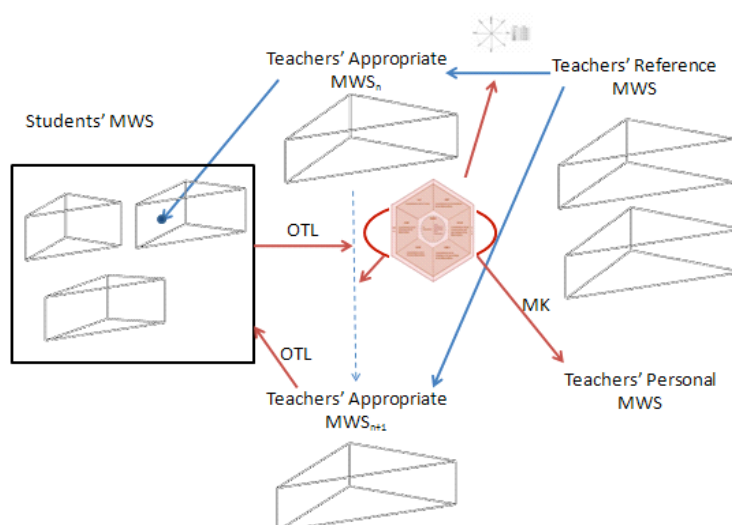 Teachers' Appropriate
MWSn
Teachers' Reference
MWS
Students' MWS
OTL
MK
OTL
Teachers' Personal
MWS
Teachers' Appropriate
MWSn+1